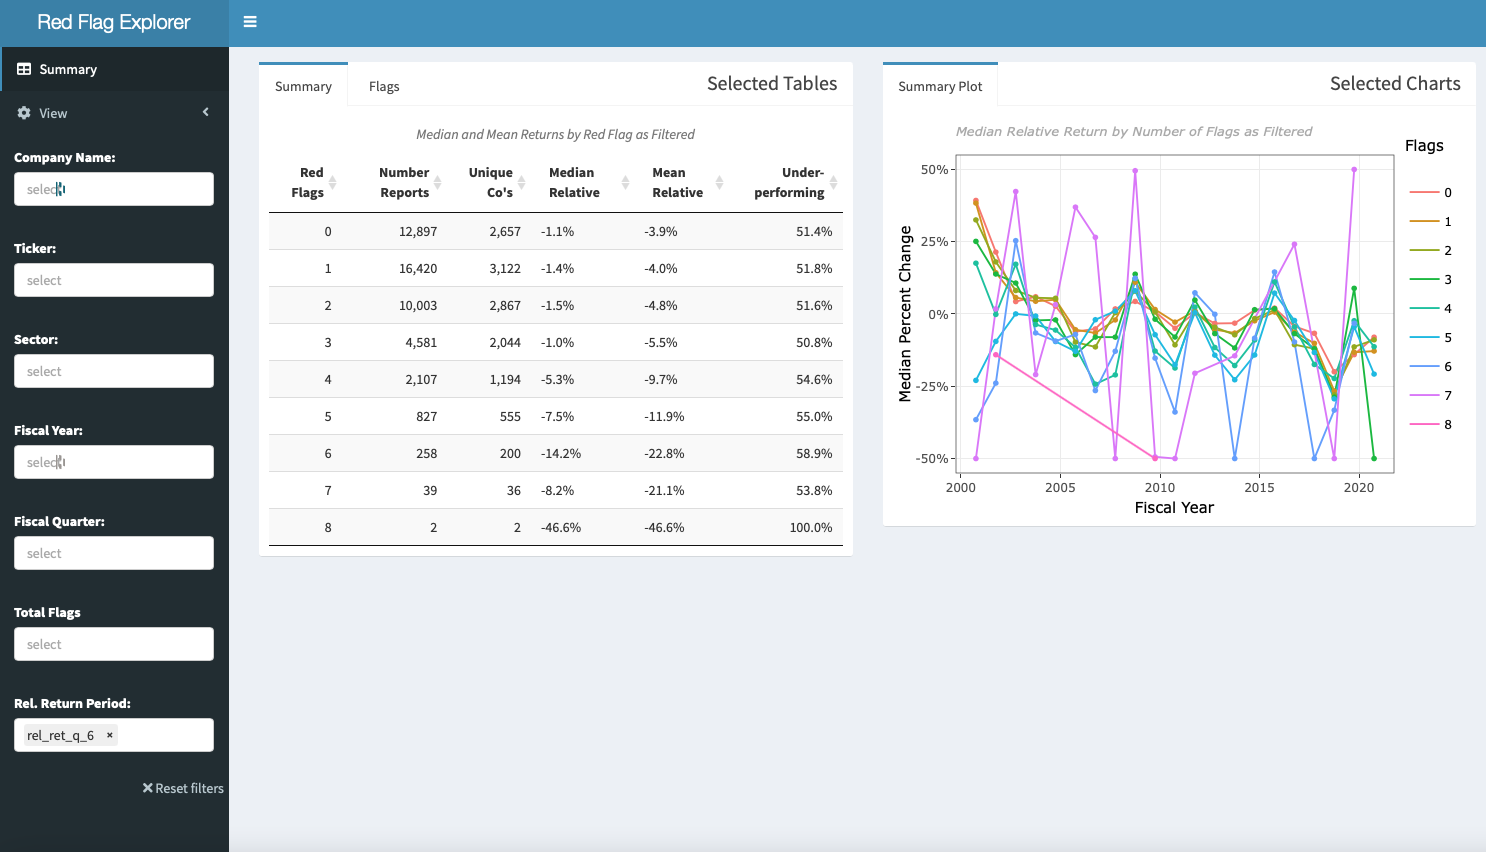 Red Flag Explorer
Summary
View
Company Name:
select
Ticker:
select
Sector:
select
Fiscal Year:
select
Fiscal Quarter:
select
Total Flags
select
Rel. Return Period:
rel_ret_q_6 ×
Reset filters
Summary Flags Selected Tables
Median and Mean Returns by Red Flag as Filtered
Red Number Unique Median Mean Under-
Flags Reports Co's Relative Relative performing
0 12,897 2,657 -1.1% -3.9% 51.4%
1 16,420 3,122 -1.4% -4.0% 51.8%
2 10,003 2,867 -1.5% -4.8% 51.6%
3 4,581 2,044 -1.0% -5.5% 50.8%
4 2,107 1,194 -5.3% -9.7% 54.6%
5 827 555 -7.5% -11.9% 55.0%
6 258 200 -14.2% -22.8% 58.9%
7 39 36 -8.2% -21.1% 53.8%
8 2 2 -46.6% -46.6% 100.0%
Summary Plot Selected Charts
Median Relative Return by Number of Flags as Filtered
Median Percent Change
50%
25%
0%
-25%
-50%
2000 2005 2010 2015 2020
Fiscal Year
Flags
0
1
2
3
4
5
6
7
8